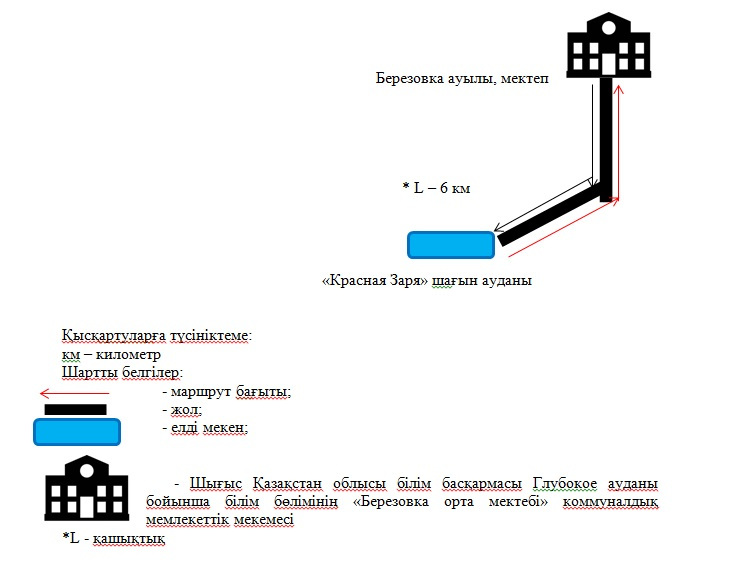 Березовка ауылы, мектеп
* L – 6 км
«Красная Заря» шағын ауданы
Қысқартуларға түсініктеме:
км – километр
Шартты белгілер:
- маршрут бағыты;
- жол;
- елді мекен;
- Шығыс Қазақстан облысы білім басқармасы Глубокое ауданы
бойынша білім бөлімінің «Березовка орта мектебі» коммуналдық
мемлекеттік мекемесі
*L - қашықтық